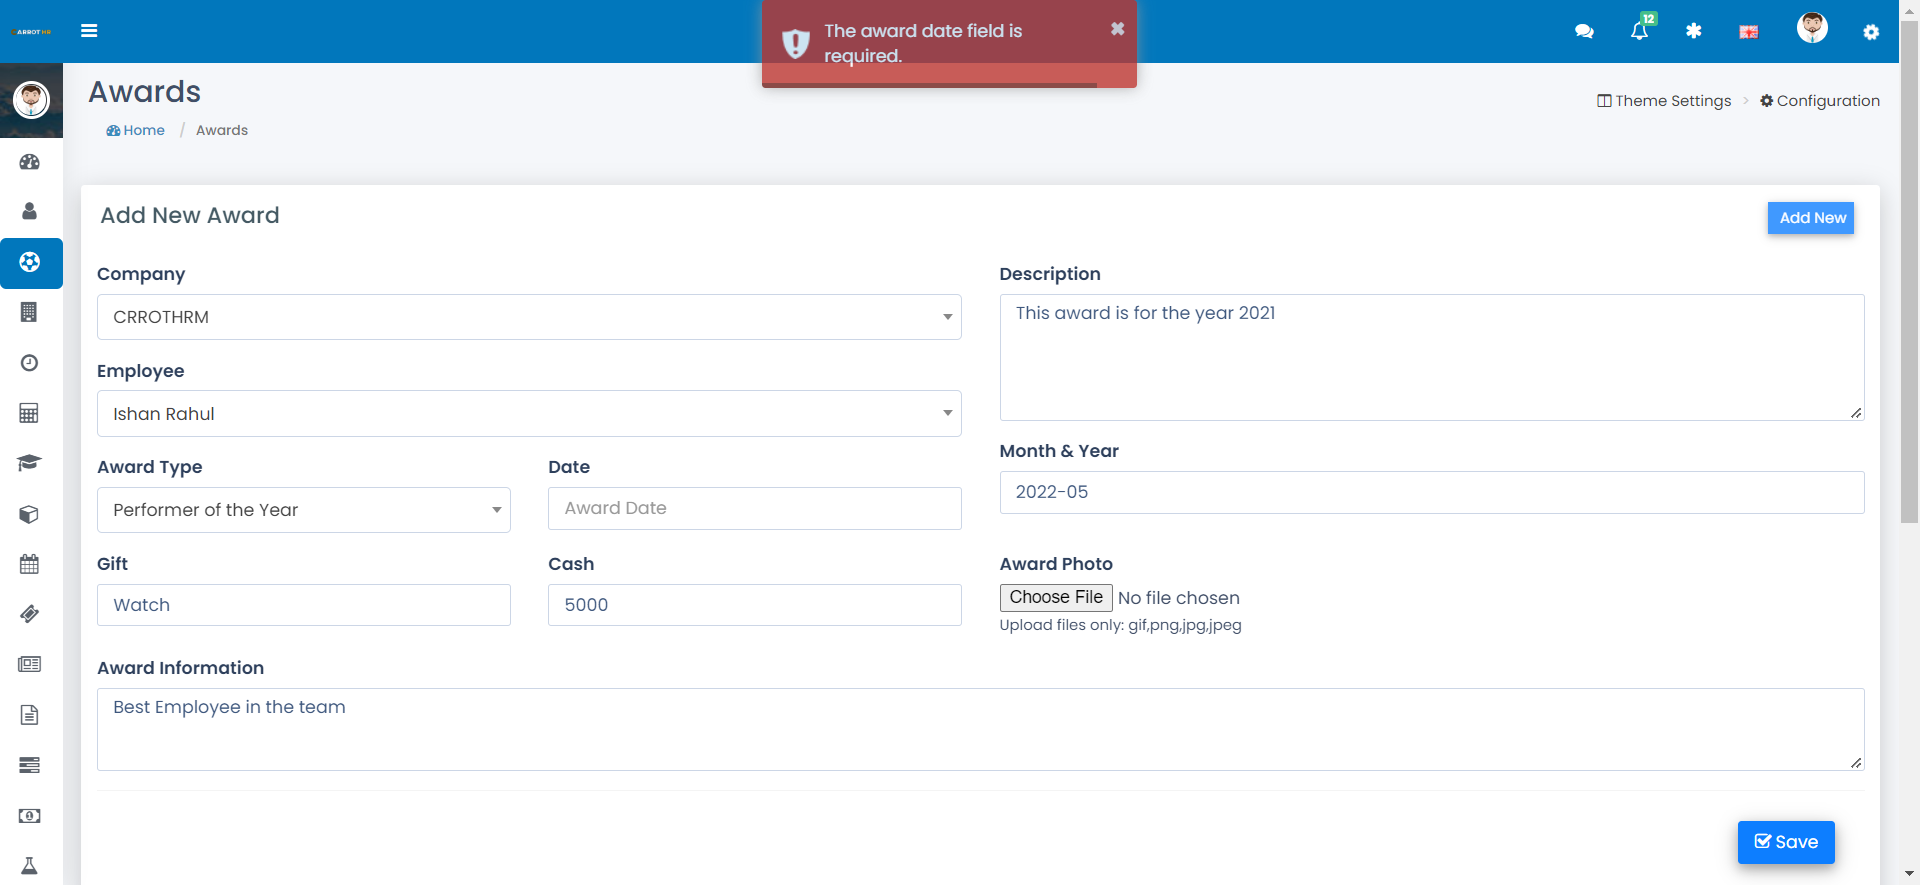 The award date field is
required.
12
Awards
Home / Awards
Theme Settings > Configuration
Add New Award
Add New
Company
CRROTHRM
Employee
Ishan Rahul
Award Type
Performer of the Year
Date
Award Date
Gift
Watch
Cash
5000
Description
This award is for the year 2021
Month & Year
2022-05
Award Photo
Choose File No file chosen
Upload files only: gif,png,jpg,jpeg
Award Information
Best Employee in the team
Save